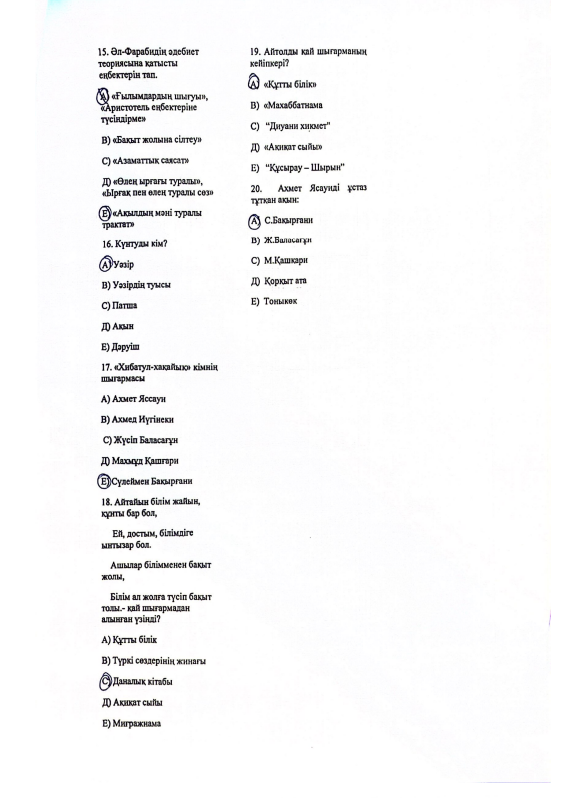 15. Әл-Фарабидің әдебиет
теориясына қатысты
еңбектерін тап.
А) «Ғылымдардың шығуы»,
«Аристотель еңбектеріне
түсіндірме»
В) «Бақыт жолына сілтеу»
С) «Азаматтық саясат»
Д) «Өлең ырғағы туралы»,
«Ырғақ пен өлең туралы сөз»
Е) «Ақылдың мәні туралы
трактат»
16. Күнтуды кім?
А) Уәзір
В) Уәзірдің туысы
С) Патша
Д) Ақын
Е) Дәруіш
17. «Хибатул-хақайық» кімнің
шығармасы
А) Ахмет Яссауи
В) Ахмед Иүгінеки
С) Жүсіп Баласағұн
Д) Махмұд Қашғари
Е) Сүлеймен Бақырғани
18. Айтайын білім жайын,
құнты бар бол,
Ей, достым, білімдіге
ынтызар бол.
Ашылар білімменен бақыт
жолы,
Білім ал жолға түсіп бақыт
толы.- қай шығармадан
алынған үзінді?
А) Құтты білік
В) Түркі сөздерінің жинағы
С) Даналық кітабы
Д) Ақиқат сыйы
Е) Миғражнама
19. Айтолды қай шығарманың
кейіпкері?
А) «Құтты білік»
В) «Махаббатнама
С) "Диуани хикмет"
Д) «Ақиқат сыйы»
Е) "Құсырау – Шырын"
20. Ахмет Ясауиді ұстаз
тұтқан ақын:
А) С.Бақырғани
В) Ж.Баласағұн
С) М.Қашқари
Д) Қорқыт ата
Е) Тоныкөк